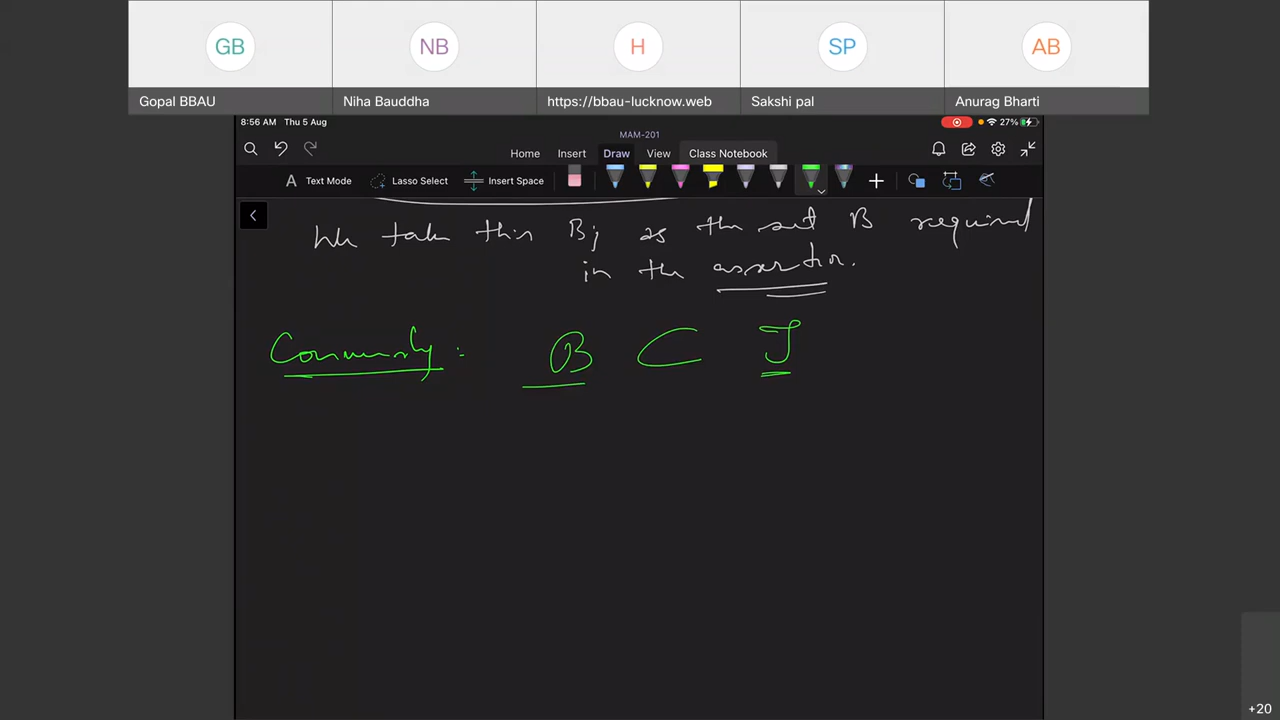 GB NB H SP AB
Gopal BBAU Niha Bauddha https://bbau-lucknow.web Sakshi pal Anurag Bharti
8:56 AM Thu 5 Aug 27%
MAM-201
Home Insert Draw View Class Notebook
A Text Mode Lasso Select Insert Space
We take this Bj as the set B required
in the assertion.
Conversely : B ⊂ J
+20